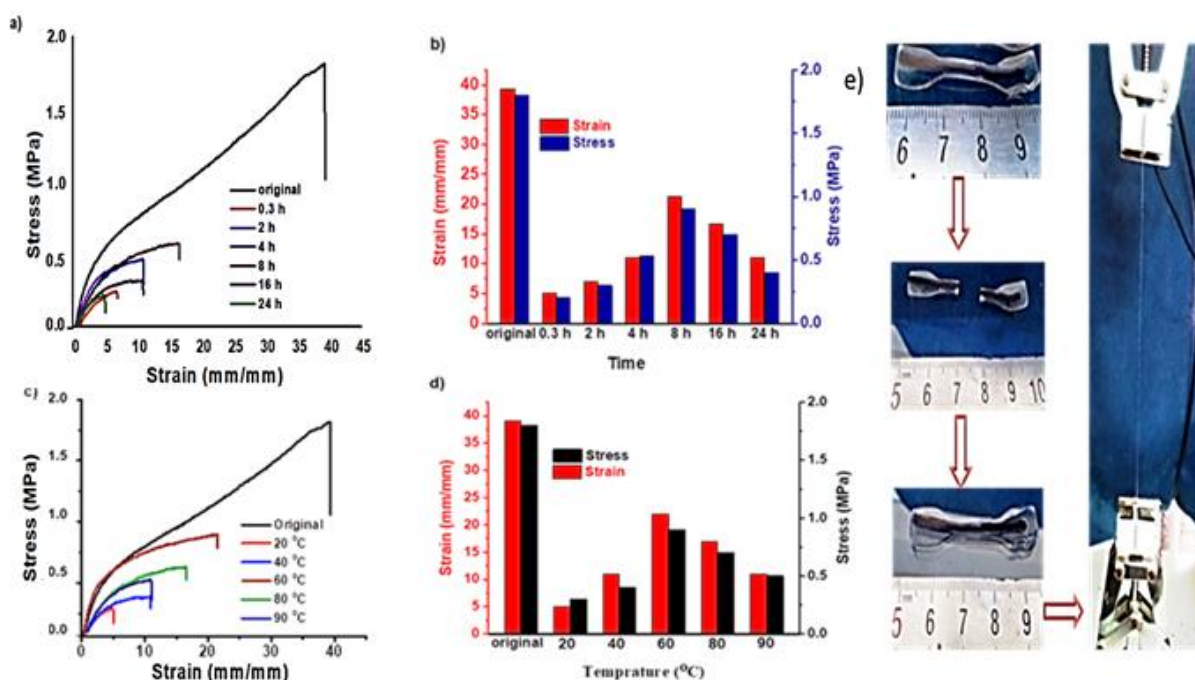 a)
2.0
1.5
1.0
0.5
0.0
Stress (MPa)
original
0.3 h
2 h
4 h
8 h
16 h
24 h
0 5 10 15 20 25 30 35 40 45
Strain (mm/mm)
b)
40
35
30
25
20
15
10
5
0
Strain (mm/mm)
Strain
Stress
2.0
1.5
1.0
0.5
0.0
Stress (MPa)
original 0.3 h 2 h 4 h 8 h 16 h 24 h
Time
c)
2.0
1.5
1.0
0.5
0.0
Stress (MPa)
Original
20 °C
40 °C
60 °C
80 °C
90 °C
0 10 20 30 40
Strain (mm/mm)
d)
40
35
30
25
20
15
10
5
0
Strain (mm/mm)
Stress
Strain
2.0
1.5
1.0
0.5
0.0
Stress (MPa)
original 20 40 60 80 90
Temprature (°C)
e)
6 7 8 9
5 6 7 8 9 10
5 6 7 8 9